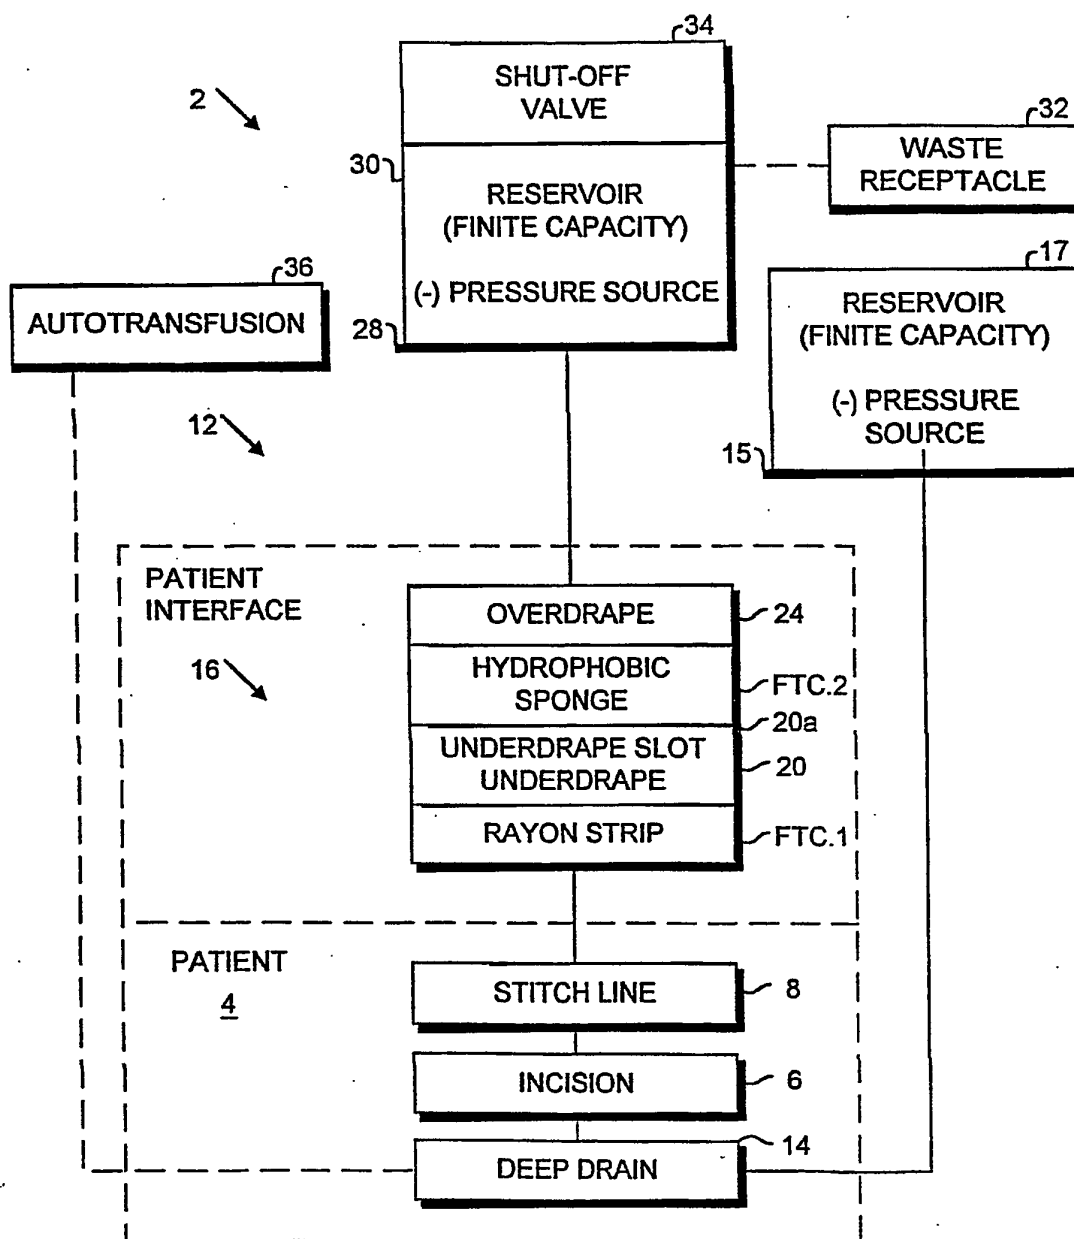 34
SHUT-OFF
VALVE
2
32
WASTE
RECEPTACLE
30
RESERVOIR
(FINITE CAPACITY)
(-) PRESSURE SOURCE
28
17
RESERVOIR
(FINITE CAPACITY)
(-) PRESSURE
SOURCE
15
36
AUTOTRANSFUSION
12
PATIENT
INTERFACE
16
OVERDRAPE
24
HYDROPHOBIC
SPONGE
FTC.2
20a
UNDERDRAPE SLOT
UNDERDRAPE
20
RAYON STRIP
FTC.1
PATIENT
4
STITCH LINE
8
INCISION
6
14
DEEP DRAIN